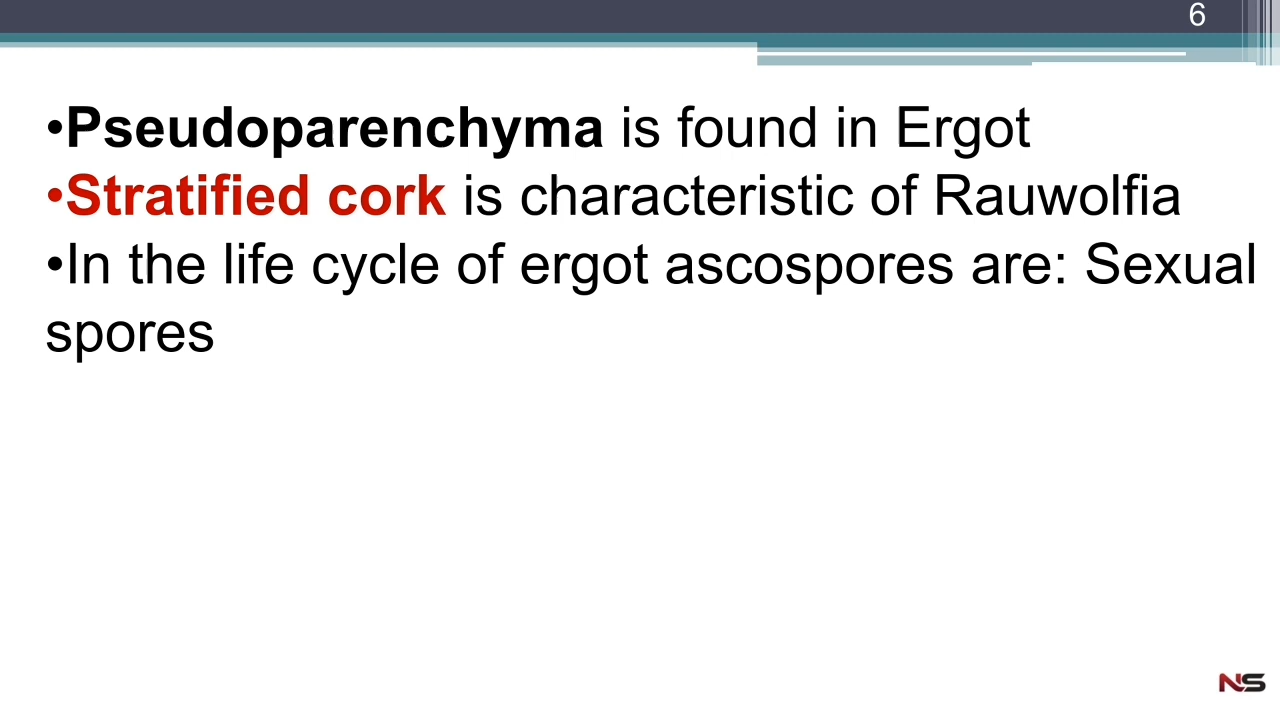 6
•Pseudoparenchyma is found in Ergot
•Stratified cork is characteristic of Rauwolfia
•In the life cycle of ergot ascospores are: Sexual
spores
NS